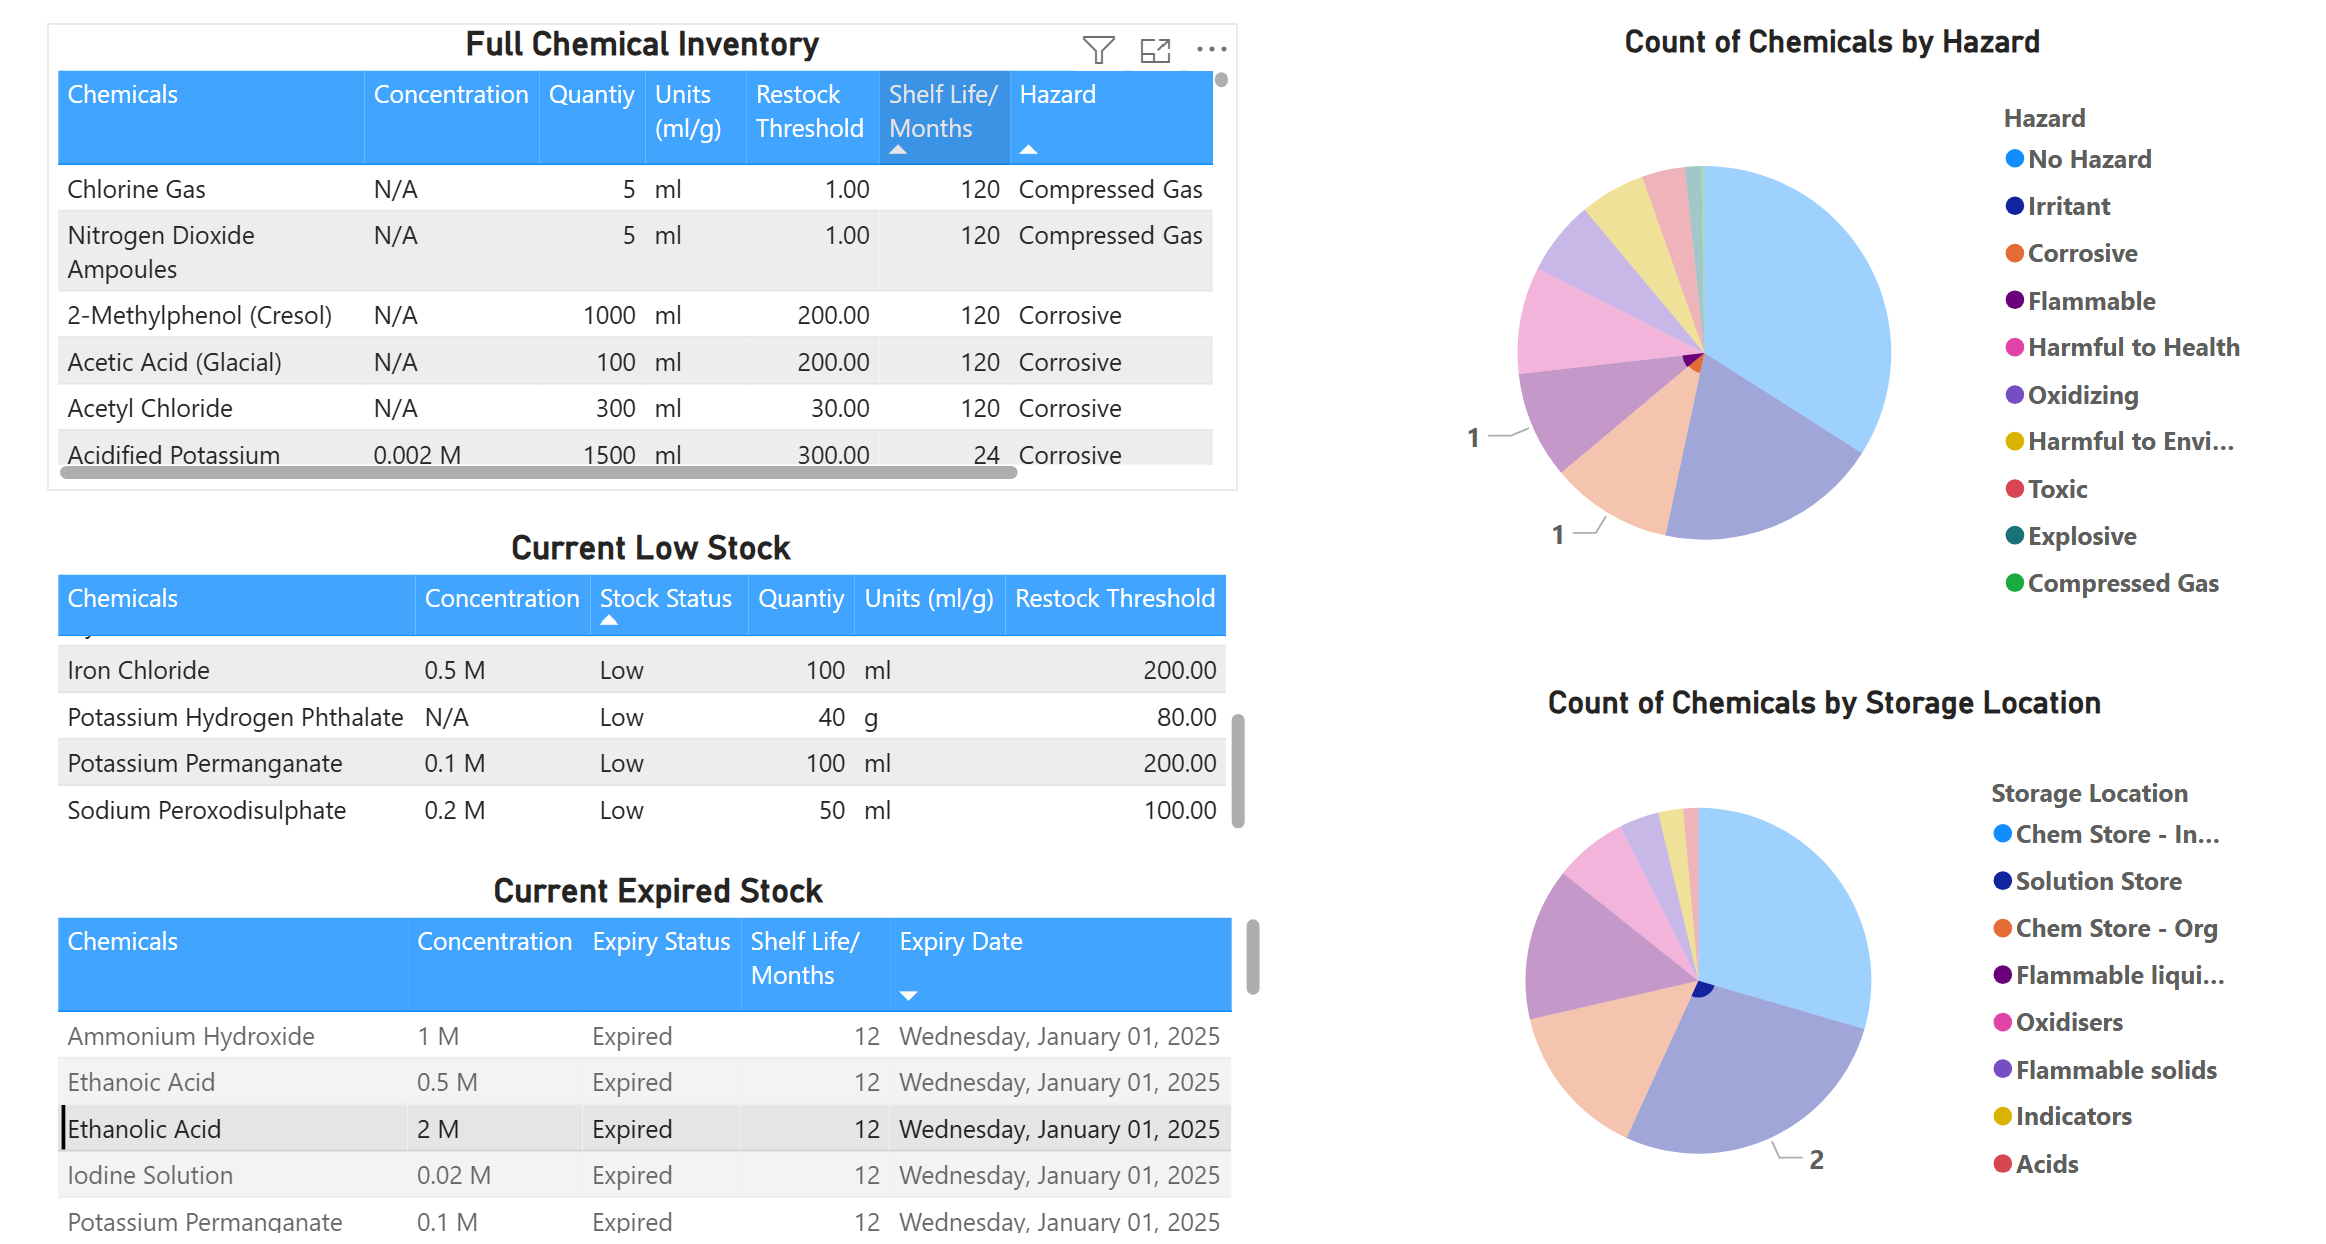 Full Chemical Inventory
Chemicals Concentration Quantiy Units (ml/g) Restock Threshold Shelf Life/ Months Hazard
Chlorine Gas N/A 5 ml 1.00 120 Compressed Gas
Nitrogen Dioxide Ampoules N/A 5 ml 1.00 120 Compressed Gas
2-Methylphenol (Cresol) N/A 1000 ml 200.00 120 Corrosive
Acetic Acid (Glacial) N/A 100 ml 200.00 120 Corrosive
Acetyl Chloride N/A 300 ml 30.00 120 Corrosive
Acidified Potassium 0.002 M 1500 ml 300.00 24 Corrosive
Current Low Stock
Chemicals Concentration Stock Status Quantiy Units (ml/g) Restock Threshold
Iron Chloride 0.5 M Low 100 ml 200.00
Potassium Hydrogen Phthalate N/A Low 40 g 80.00
Potassium Permanganate 0.1 M Low 100 ml 200.00
Sodium Peroxodisulphate 0.2 M Low 50 ml 100.00
Current Expired Stock
Chemicals Concentration Expiry Status Shelf Life/ Months Expiry Date
Ammonium Hydroxide 1 M Expired 12 Wednesday, January 01, 2025
Ethanoic Acid 0.5 M Expired 12 Wednesday, January 01, 2025
Ethanolic Acid 2 M Expired 12 Wednesday, January 01, 2025
Iodine Solution 0.02 M Expired 12 Wednesday, January 01, 2025
Potassium Permanganate 0.1 M Expired 12 Wednesday, January 01, 2025
Count of Chemicals by Hazard
1
1
Hazard
No Hazard
Irritant
Corrosive
Flammable
Harmful to Health
Oxidizing
Harmful to Envi...
Toxic
Explosive
Compressed Gas
Count of Chemicals by Storage Location
2
Storage Location
Chem Store - In...
Solution Store
Chem Store - Org
Flammable liqui...
Oxidisers
Flammable solids
Indicators
Acids